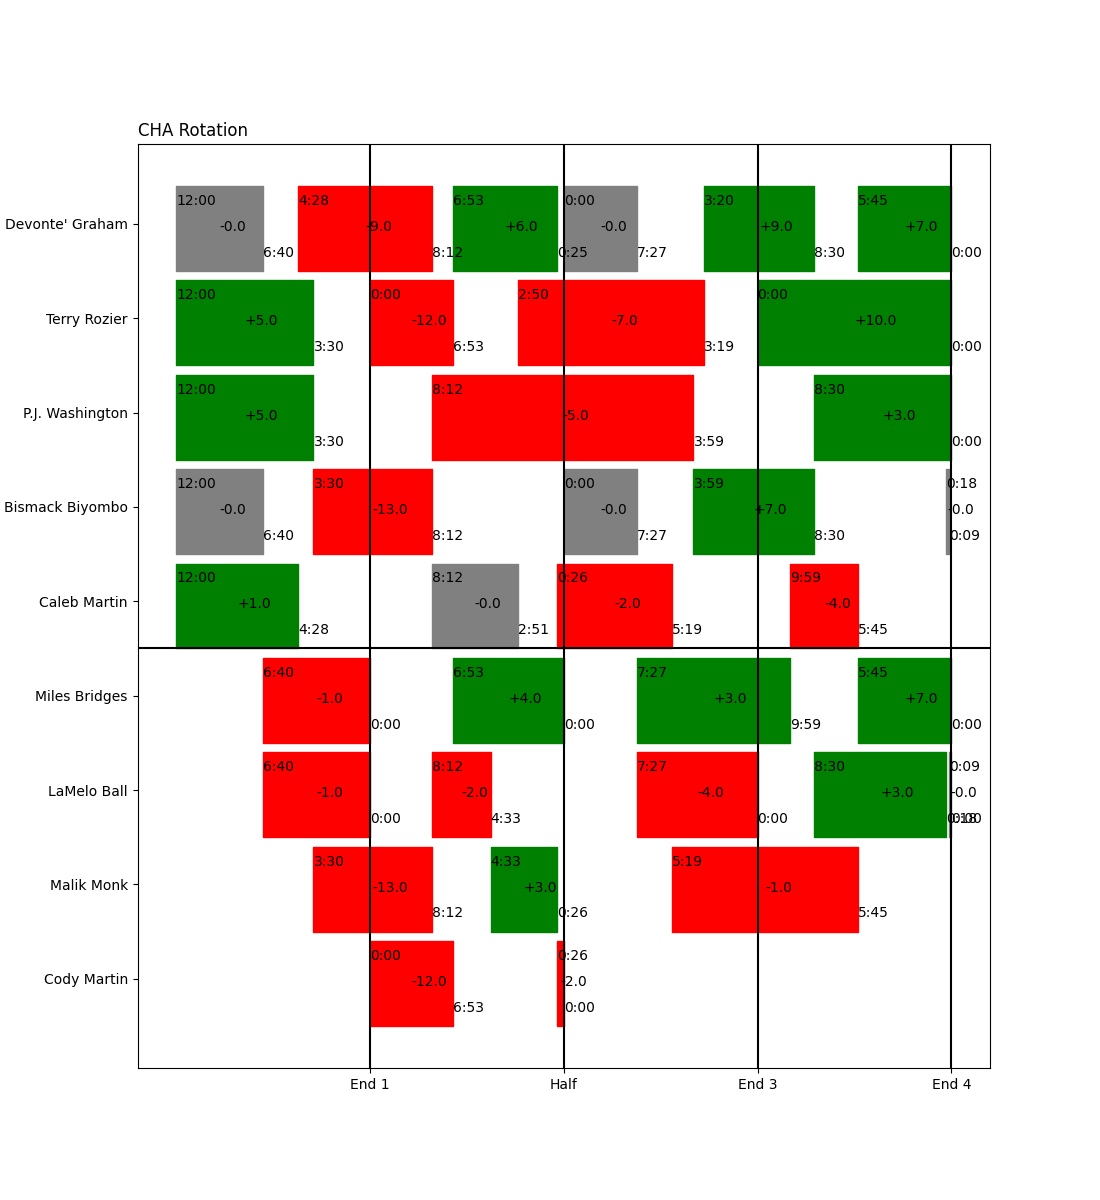 CHA Rotation
Devonte' Graham
12:00 4:28 6:53 0:00 3:20 5:45
-0.0 -9.0 +6.0 -0.0 +9.0 +7.0
6:40 8:12 0:25 7:27 8:30 0:00
Terry Rozier
12:00 0:00 2:50 0:00
+5.0 -12.0 -7.0 +10.0
3:30 6:53 3:19 0:00
P.J. Washington
12:00 8:12 8:30
+5.0 -5.0 +3.0
3:30 3:59 0:00
Bismack Biyombo
12:00 3:30 0:00 3:59 0:18
-0.0 -13.0 -0.0 +7.0 -0.0
6:40 8:12 7:27 8:30 0:09
Caleb Martin
12:00 8:12 0:26 9:59
+1.0 -0.0 -2.0 -4.0
4:28 2:51 5:19 5:45
Miles Bridges
6:40 6:53 7:27 5:45
-1.0 +4.0 +3.0 +7.0
0:00 0:00 9:59 0:00
LaMelo Ball
6:40 8:12 7:27 8:30 0:09
-1.0 -2.0 -4.0 +3.0 -0.0
0:00 4:33 0:00 0:18 0:00
Malik Monk
3:30 4:33 5:19
-13.0 +3.0 -1.0
8:12 0:26 5:45
Cody Martin
0:00 0:26
-12.0 -2.0
6:53 0:00
End 1 Half End 3 End 4